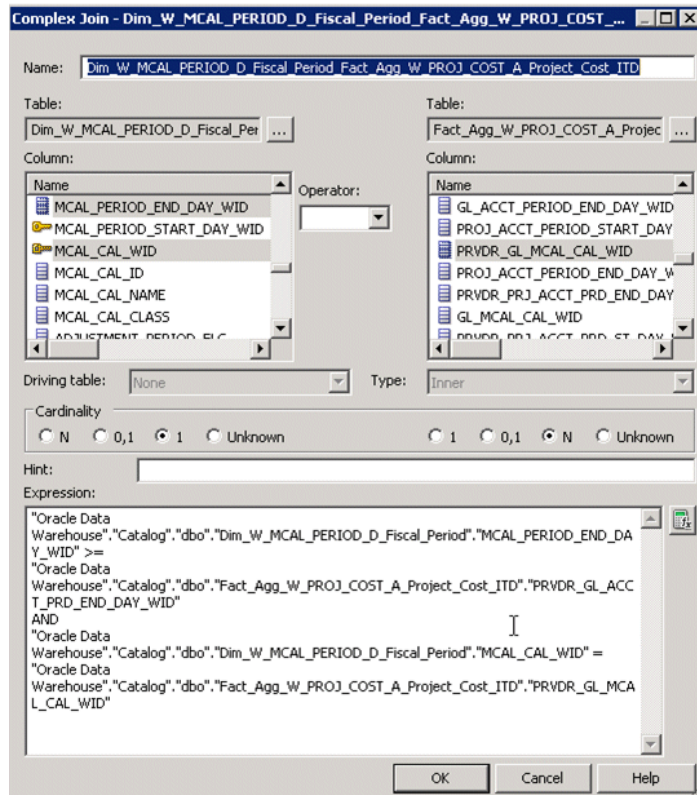 Complex Join - Dim_W_MCAL_PERIOD_D_Fiscal_Period_Fact_Agg_W_PROJ_COST_...
Name: Dim_W_MCAL_PERIOD_D_Fiscal_Period_Fact_Agg_W_PROJ_COST_A_Project_Cost_ITD
Table: Table:
Dim_W_MCAL_PERIOD_D_Fiscal_Per ... Fact_Agg_W_PROJ_COST_A_Projec ...
Column: Column:
Name Operator: Name
MCAL_PERIOD_END_DAY_WID GL_ACCT_PERIOD_END_DAY_WID
MCAL_PERIOD_START_DAY_WID PROJ_ACCT_PERIOD_START_DAY
MCAL_CAL_WID PRVDR_GL_MCAL_CAL_WID
MCAL_CAL_ID PROJ_ACCT_PERIOD_END_DAY_W
MCAL_CAL_NAME PRVDR_PRJ_ACCT_PRD_END_DAY
MCAL_CAL_CLASS GL_MCAL_CAL_WID
ADJUSTMENT_PERIOD_FLG PRVDR_PRJ_ACCT_PRD_ST_DAY
Driving table: None Type: Inner
Cardinality
N 0,1 1 Unknown 1 0,1 N Unknown
Hint:
Expression:
"Oracle Data
Warehouse"."Catalog"."dbo"."Dim_W_MCAL_PERIOD_D_Fiscal_Period"."MCAL_PERIOD_END_DA
Y_WID" >=
"Oracle Data
Warehouse"."Catalog"."dbo"."Fact_Agg_W_PROJ_COST_A_Project_Cost_ITD"."PRVDR_GL_ACC
T_PRD_END_DAY_WID"
AND
"Oracle Data
Warehouse"."Catalog"."dbo"."Dim_W_MCAL_PERIOD_D_Fiscal_Period"."MCAL_CAL_WID" =
"Oracle Data
Warehouse"."Catalog"."dbo"."Fact_Agg_W_PROJ_COST_A_Project_Cost_ITD"."PRVDR_GL_MCA
L_CAL_WID"
OK Cancel Help